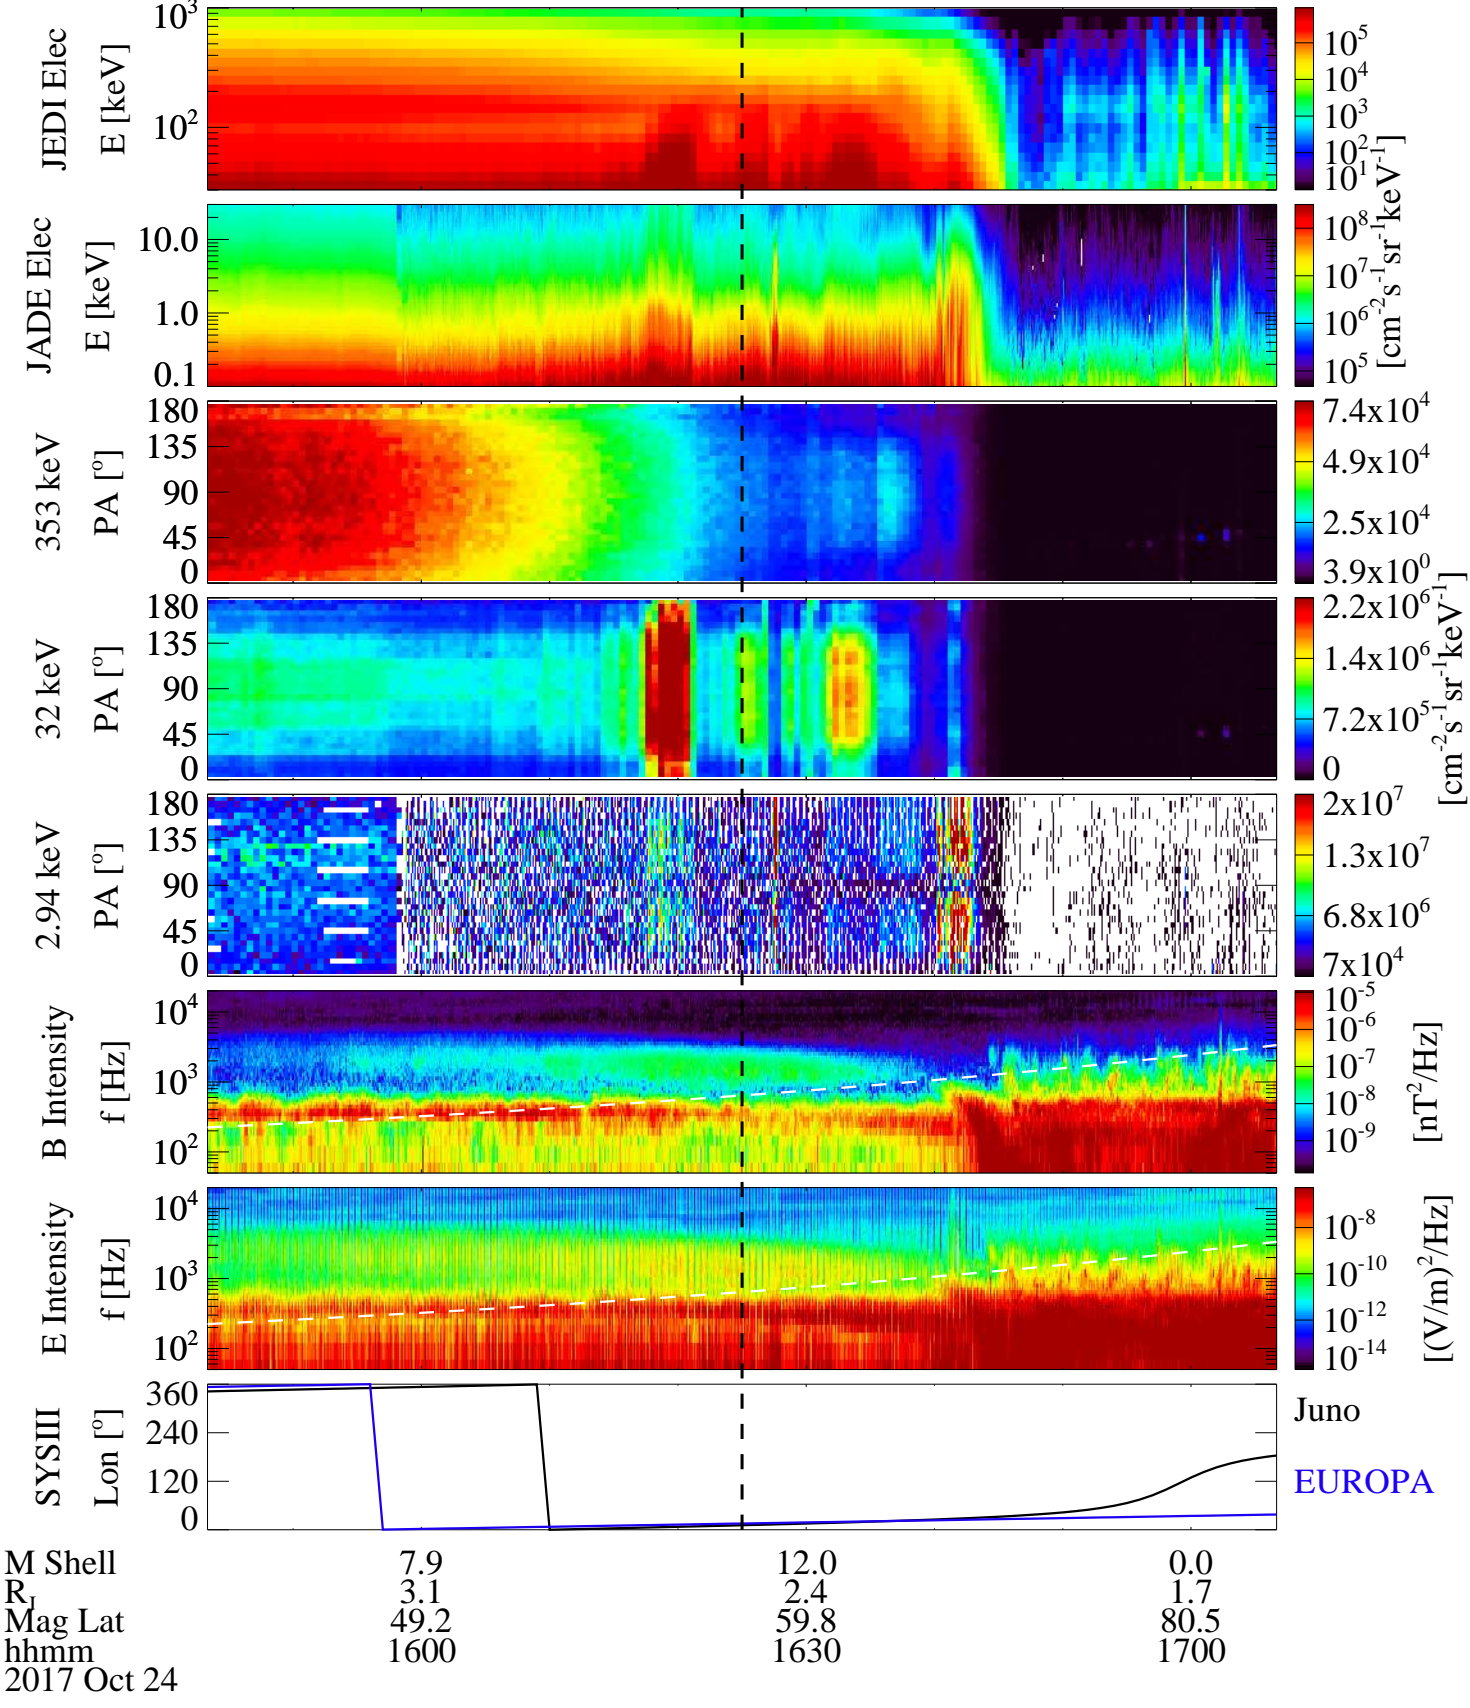 JEDI Elec
E [keV]
10³
10²
10⁵
10⁴
10³
10²
10¹
JADE Elec
E [keV]
10.0
1.0
0.1
10⁸
10⁷
10⁶
10⁵
[cm⁻²s⁻¹sr⁻¹keV⁻¹]
353 keV
PA [°]
180
135
90
45
0
7.4x10⁴
4.9x10⁴
2.5x10⁴
3.9x10⁰
32 keV
PA [°]
180
135
90
45
0
2.2x10⁶
1.4x10⁶
7.2x10⁵
0
[cm⁻²s⁻¹sr⁻¹keV⁻¹]
2.94 keV
PA [°]
180
135
90
45
0
2x10⁷
1.3x10⁷
6.8x10⁶
7x10⁴
B Intensity
f [Hz]
10⁴
10³
10²
10⁻⁵
10⁻⁶
10⁻⁷
10⁻⁸
10⁻⁹
[nT²/Hz]
E Intensity
f [Hz]
10⁴
10³
10²
10⁻⁸
10⁻¹⁰
10⁻¹²
10⁻¹⁴
[(V/m)²/Hz]
SYSIII
Lon [°]
360
240
120
0
Juno
EUROPA
M Shell 7.9 12.0 0.0
R_J 3.1 2.4 1.7
Mag Lat 49.2 59.8 80.5
hhmm 1600 1630 1700
2017 Oct 24